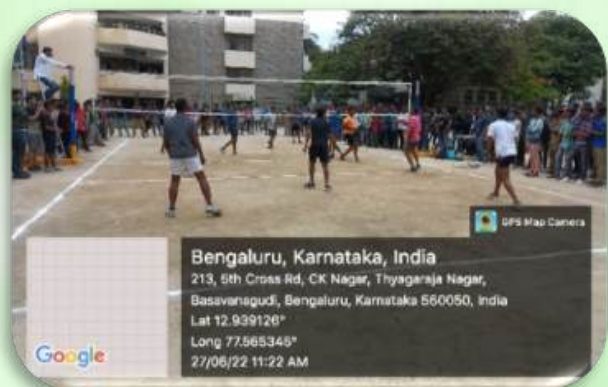 GPS Map Camera
Bengaluru, Karnataka, India
213, 5th Cross Rd, CK Nagar, Thyagaraja Nagar,
Basavanagudi, Bengaluru, Karnataka 560050, India
Lat 12.939126°
Long 77.565345°
27/06/22 11:22 AM
Google